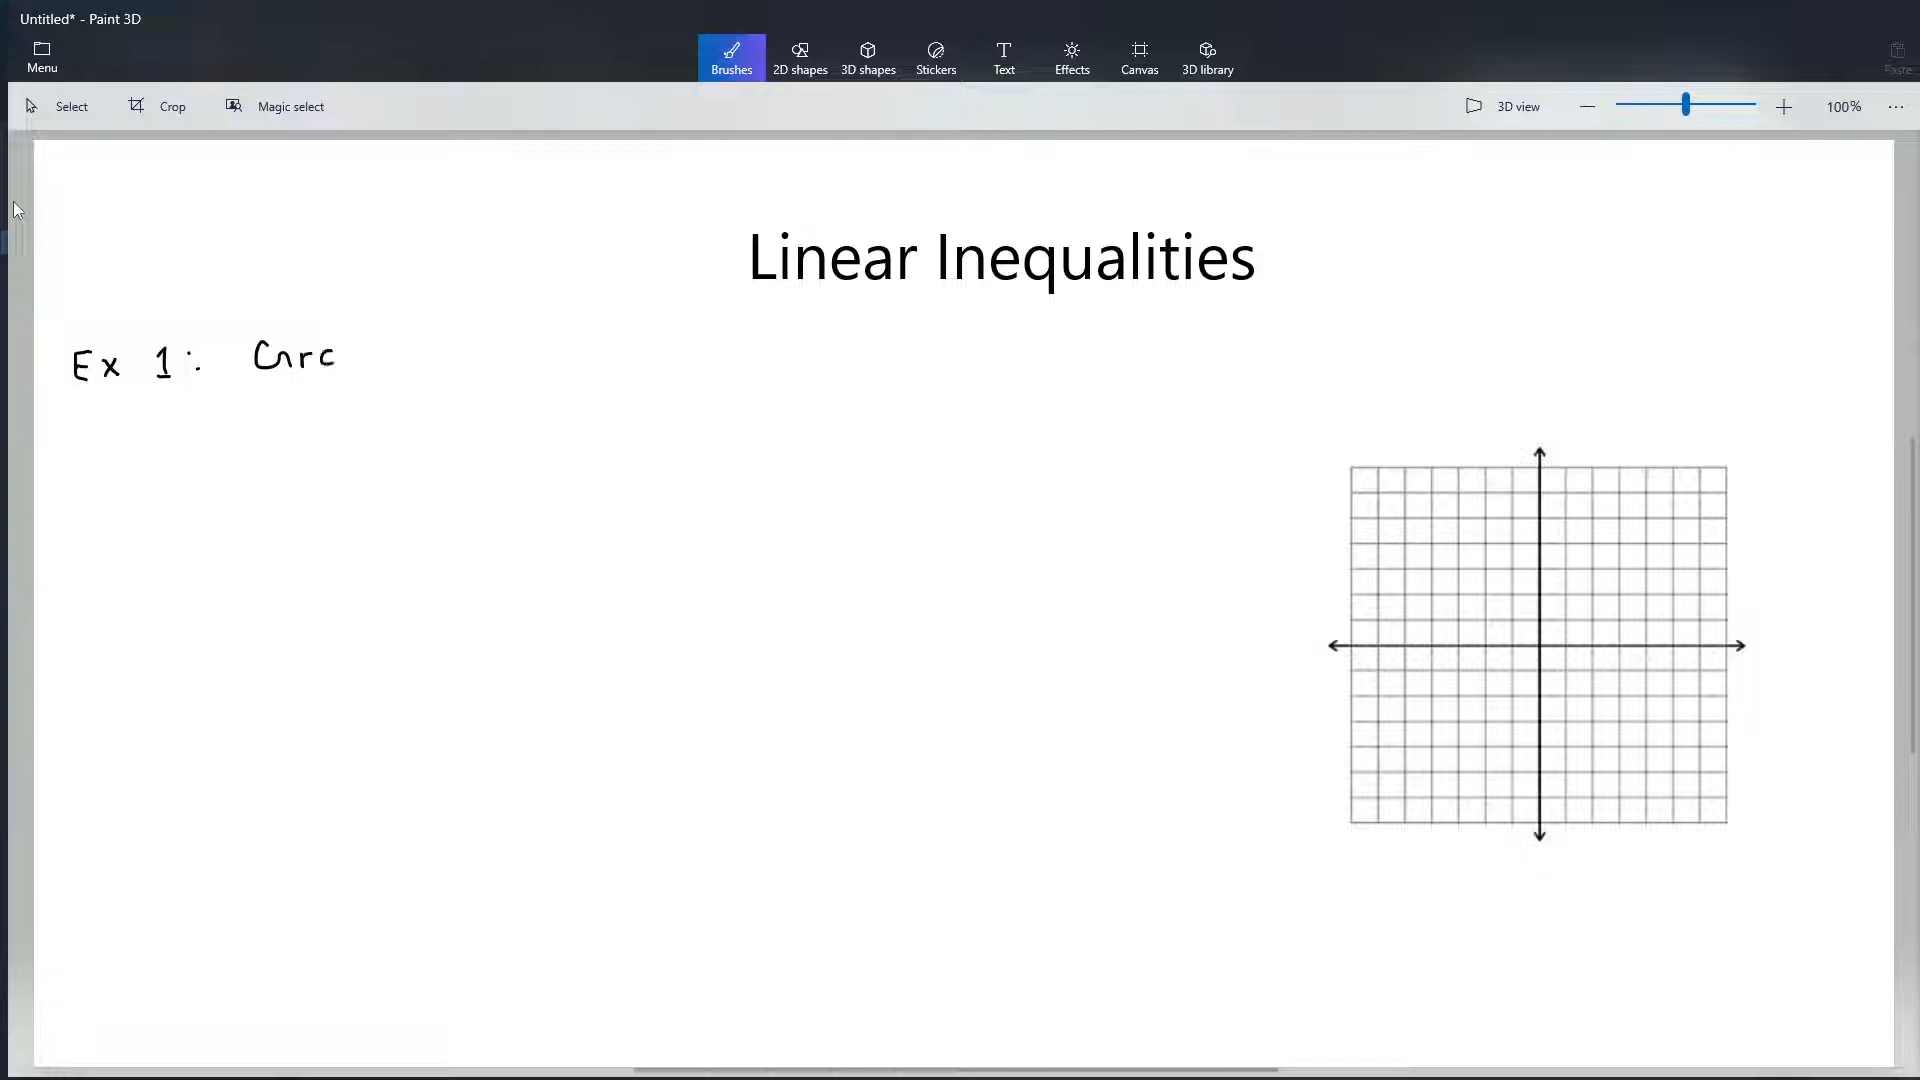 Untitled* - Paint 3D
Menu
Brushes
2D shapes
3D shapes
Stickers
Text
Effects
Canvas
3D library
Paste
Select
Crop
Magic select
3D view
100%
Linear Inequalities
Ex 1: